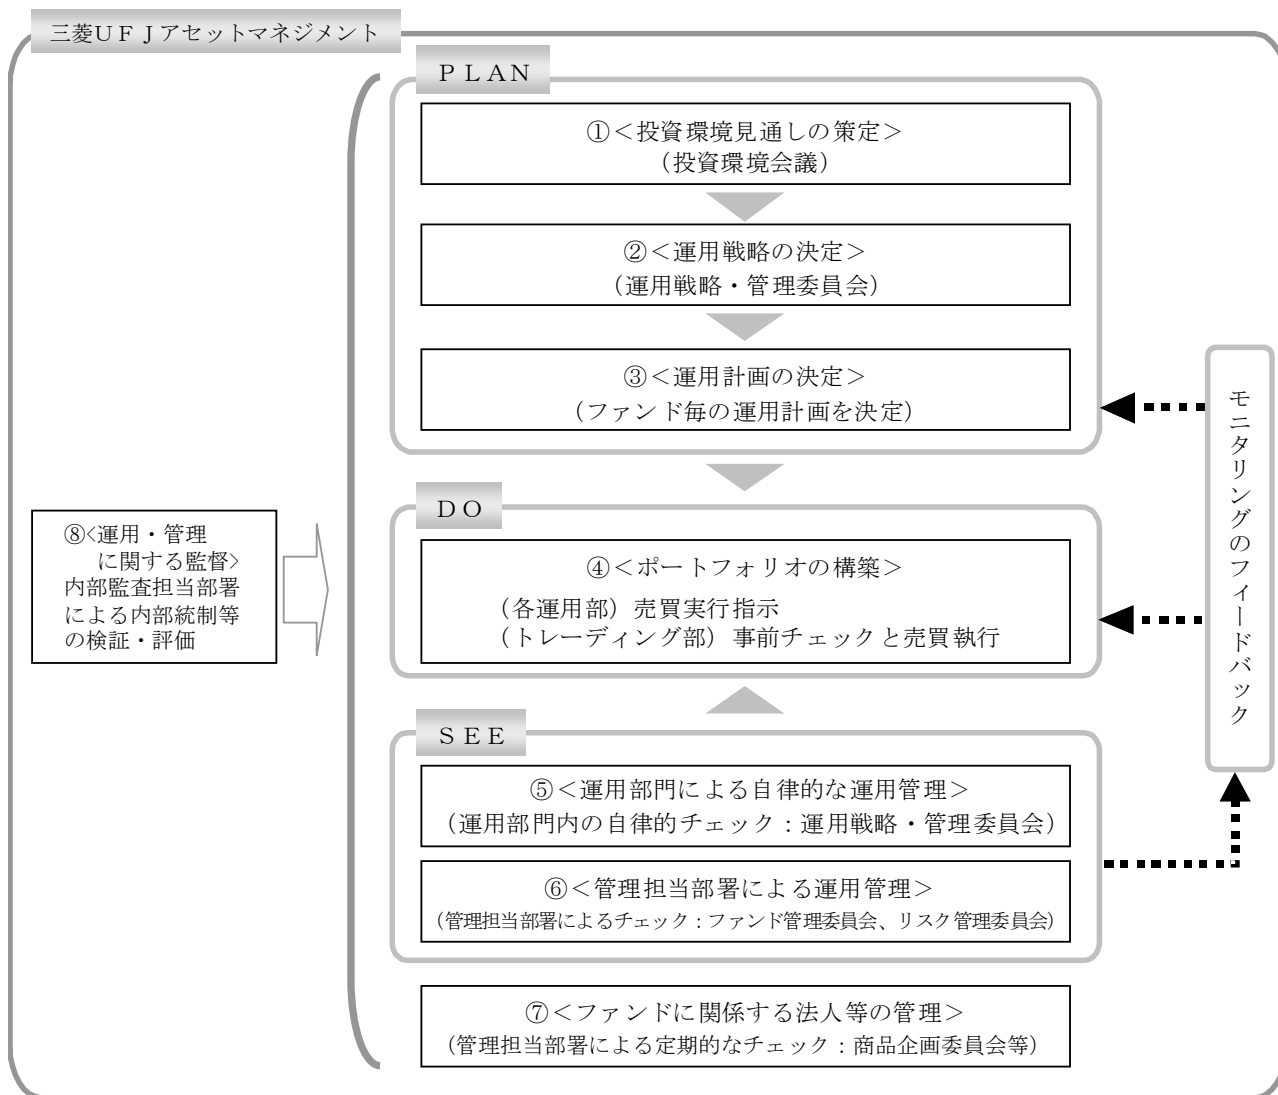 三菱ＵＦＪアセットマネジメント
ＰＬＡＮ
①＜投資環境見通しの策定＞
（投資環境会議）
②＜運用戦略の決定＞
（運用戦略・管理委員会）
③＜運用計画の決定＞
（ファンド毎の運用計画を決定）
ＤＯ
④＜ポートフォリオの構築＞
（各運用部）売買実行指示
（トレーディング部）事前チェックと売買執行
ＳＥＥ
⑤＜運用部門による自律的な運用管理＞
（運用部門内の自律的チェック：運用戦略・管理委員会）
⑥＜管理担当部署による運用管理＞
（管理担当部署によるチェック：ファンド管理委員会、リスク管理委員会）
⑦＜ファンドに関係する法人等の管理＞
（管理担当部署による定期的なチェック：商品企画委員会等）
⑧<運用・管理
に関する監督>
内部監査担当部署
による内部統制等
の検証・評価
モニタリングのフィードバック